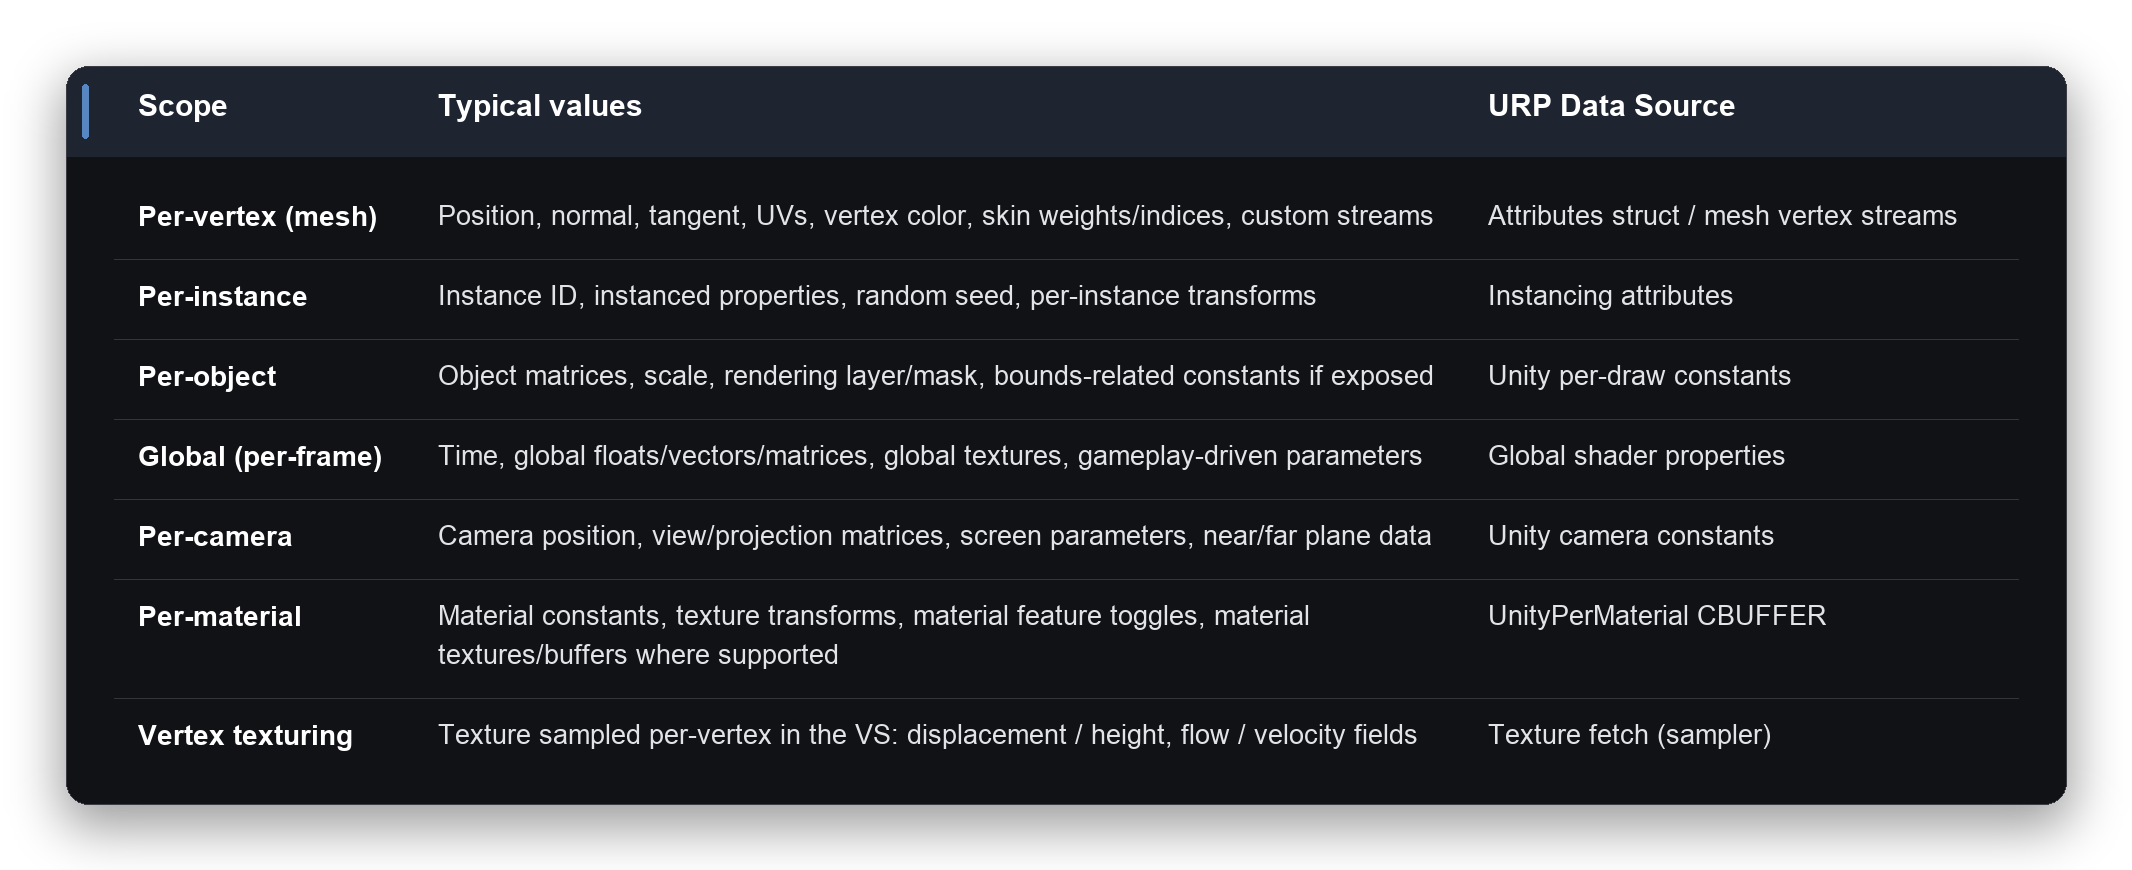 Scope Typical values URP Data Source
Per-vertex (mesh) Position, normal, tangent, UVs, vertex color, skin weights/indices, custom streams Attributes struct / mesh vertex streams
Per-instance Instance ID, instanced properties, random seed, per-instance transforms Instancing attributes
Per-object Object matrices, scale, rendering layer/mask, bounds-related constants if exposed Unity per-draw constants
Global (per-frame) Time, global floats/vectors/matrices, global textures, gameplay-driven parameters Global shader properties
Per-camera Camera position, view/projection matrices, screen parameters, near/far plane data Unity camera constants
Per-material Material constants, texture transforms, material feature toggles, material UnityPerMaterial CBUFFER
textures/buffers where supported
Vertex texturing Texture sampled per-vertex in the VS: displacement / height, flow / velocity fields Texture fetch (sampler)